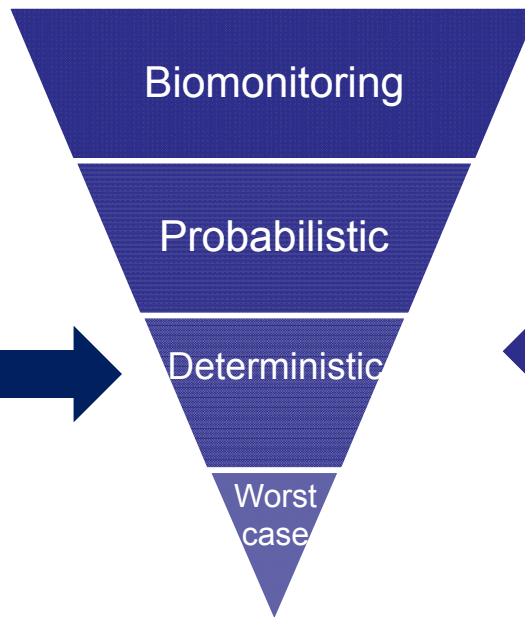 Biomonitoring
Probabilistic
Deterministic
Worst
case